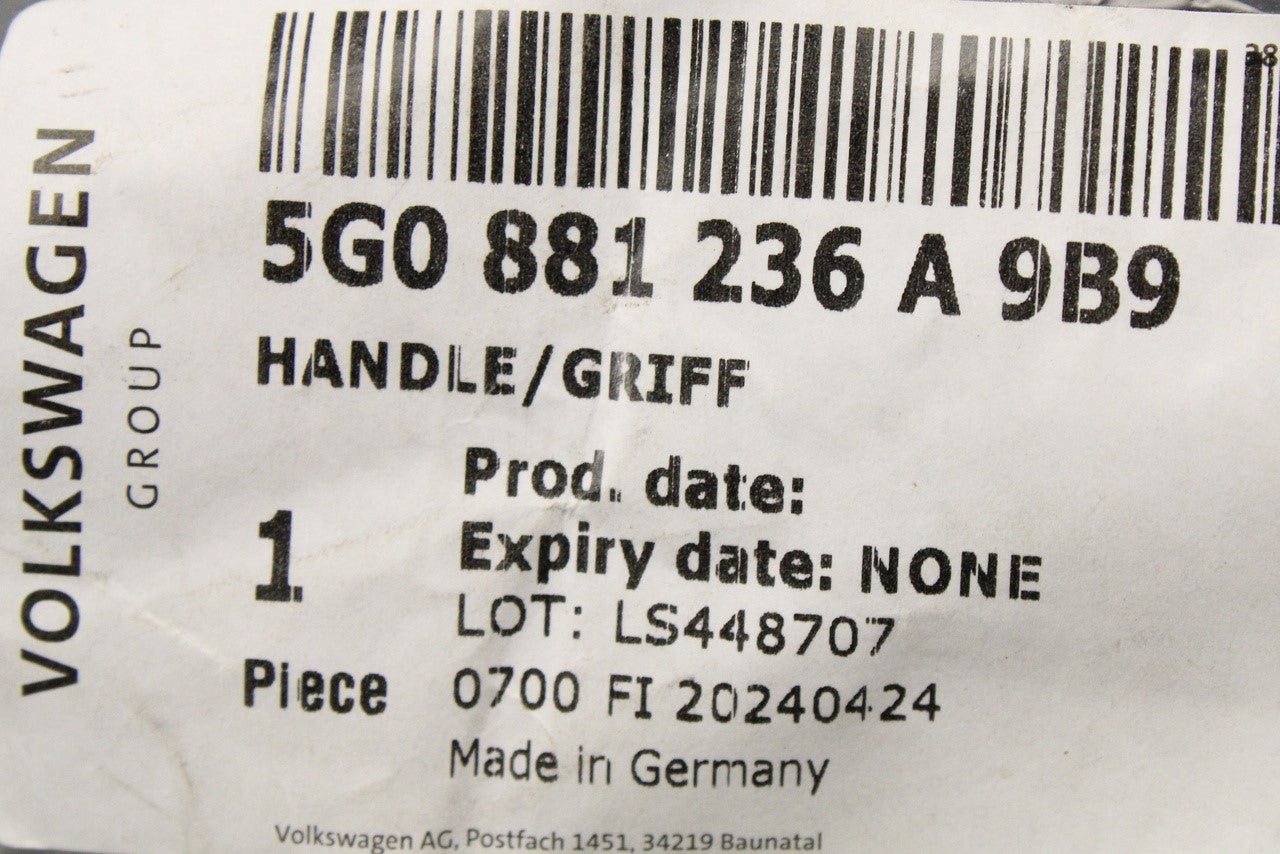 VOLKSWAGEN
GROUP
5G0 881 236 A 9B9
HANDLE/GRIFF
Prod. date:
Expiry date: NONE
1
LOT: LS448707
Piece
0700 FI 20240424
Made in Germany
Volkswagen AG, Postfach 1451, 34219 Baunatal